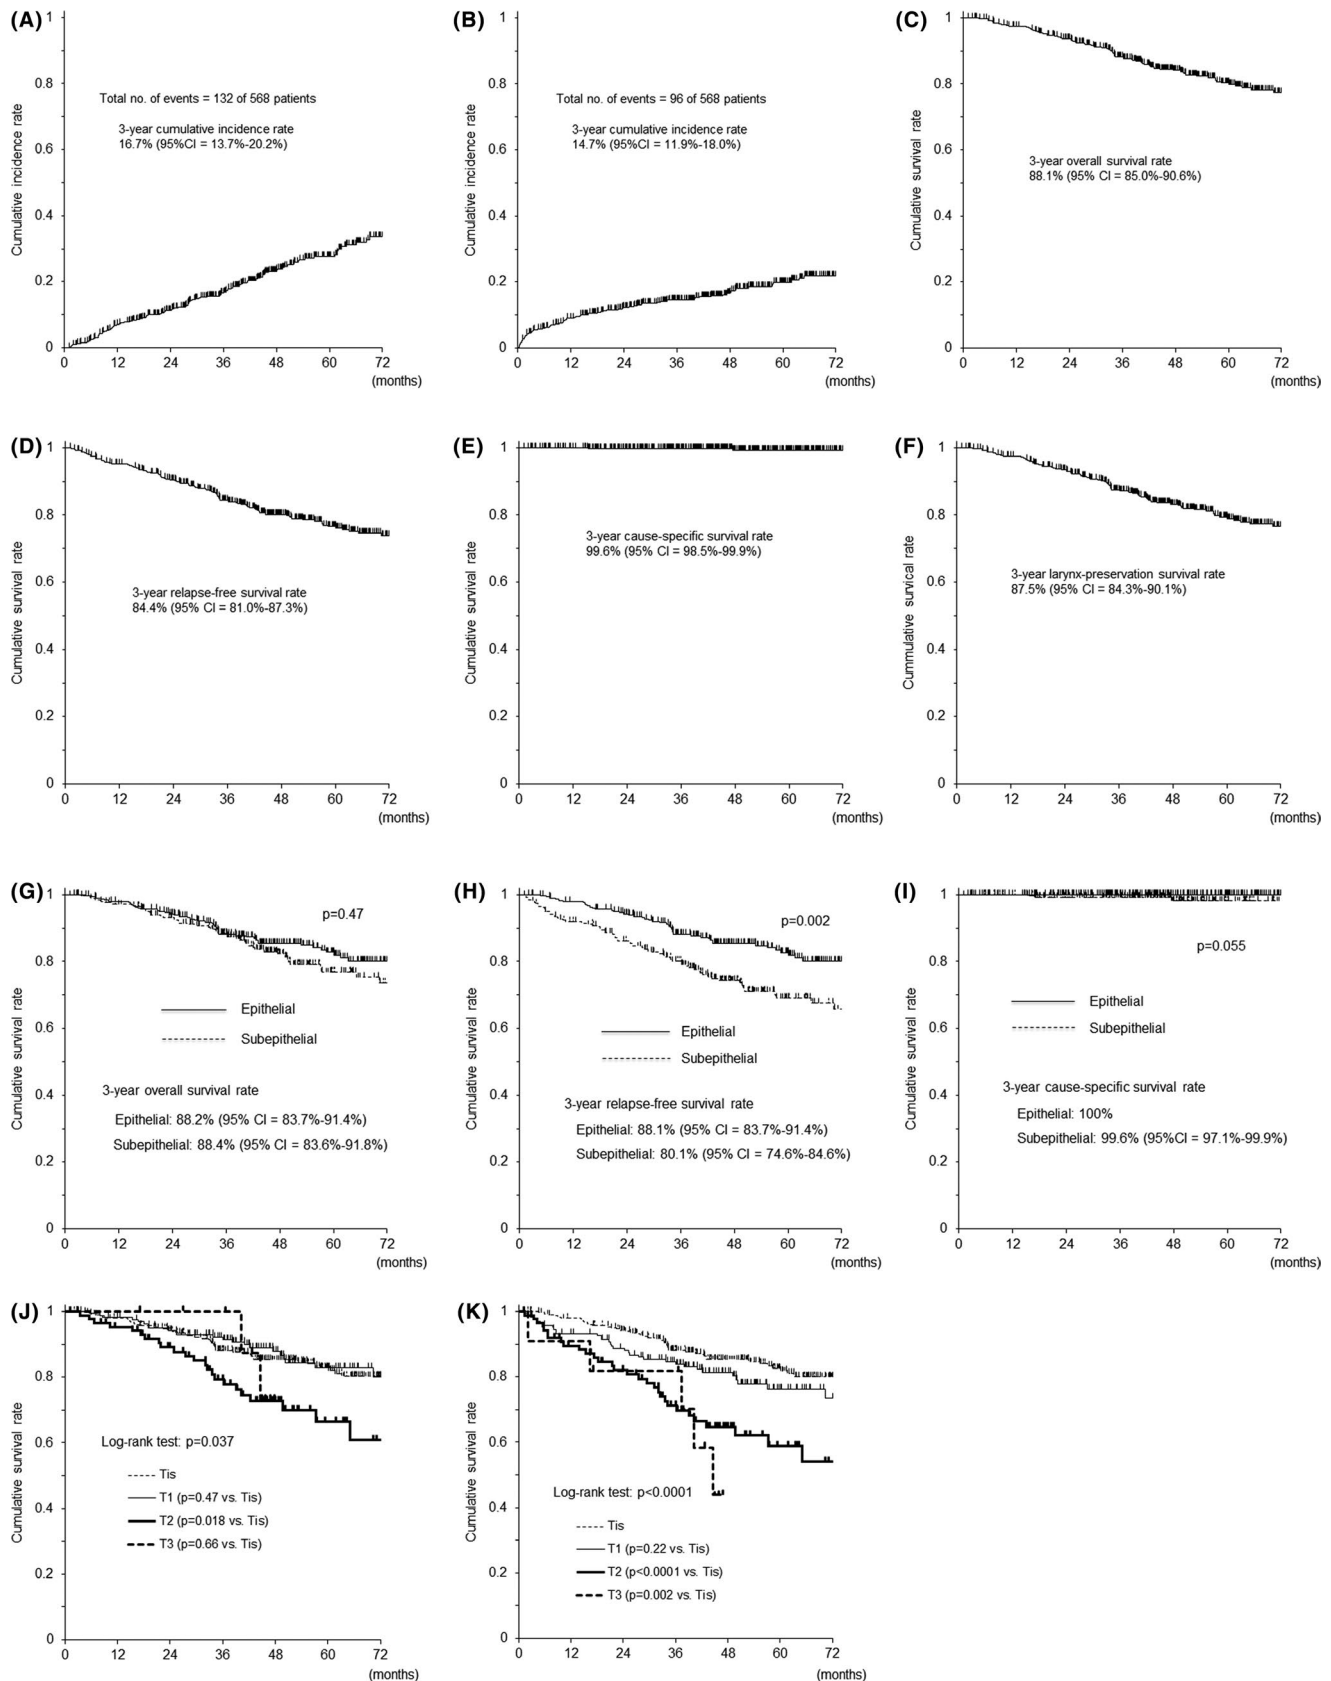 (A)
1
0.8
0.6
0.4
0.2
0
Cumulative incidence rate
Total no. of events = 132 of 568 patients
3-year cumulative incidence rate
16.7% (95%CI = 13.7%-20.2%)
12 24 36 48 60 72
(months)
(B)
1
0.8
0.6
0.4
0.2
0
Cumulative incidence rate
Total no. of events = 96 of 568 patients
3-year cumulative incidence rate
14.7% (95%CI = 11.9%-18.0%)
0 12 24 36 48 60 72
(months)
(C)
1
0.8
0.6
0.4
0.2
0
Cumulative survival rate
3-year overall survival rate
88.1% (95% CI = 85.0%-90.6%)
0 12 24 36 48 60 72
(months)
(D)
1
0.8
0.6
0.4
0.2
0
Cumulative survival rate
3-year relapse-free survival rate
84.4% (95% CI = 81.0%-87.3%)
0 12 24 36 48 60 72
(months)
(E)
1
0.8
0.6
0.4
0.2
0
Cumulative survival rate
3-year cause-specific survival rate
99.6% (95% CI = 98.5%-99.9%)
0 12 24 36 48 60 72
(months)
(F)
1
0.8
0.6
0.4
0.2
0
Cummulative survical rate
3-year larynx-preservation survival rate
87.5% (95% CI = 84.3%-90.1%)
0 12 24 36 48 60 72
(months)
(G)
1
0.8
0.6
0.4
0.2
0
Cumulative survival rate
p=0.47
Epithelial
Subepithelial
3-year overall survival rate
Epithelial: 88.2% (95% CI = 83.7%-91.4%)
Subepithelial: 88.4% (95% CI = 83.6%-91.8%)
0 12 24 36 48 60 72
(months)
(H)
1
0.8
0.6
0.4
0.2
0
Cumulative survival rate
p=0.002
Epithelial
Subepithelial
3-year relapse-free survival rate
Epithelial: 88.1% (95% CI = 83.7%-91.4%)
Subepithelial: 80.1% (95% CI = 74.6%-84.6%)
0 12 24 36 48 60 72
(months)
(I)
1
0.8
0.6
0.4
0.2
0
Cumulative survival rate
p=0.055
Epithelial
Subepithelial
3-year cause-specific survival rate
Epithelial: 100%
Subepithelial: 99.6% (95%CI = 97.1%-99.9%)
0 12 24 36 48 60 72
(months)
(J)
1
0.8
0.6
0.4
0.2
0
Cumulative survival rate
Log-rank test: p=0.037
Tis
T1 (p=0.47 vs. Tis)
T2 (p=0.018 vs. Tis)
T3 (p=0.66 vs. Tis)
0 12 24 36 48 60 72
(months)
(K)
1
0.8
0.6
0.4
0.2
0
Cumulative survival rate
Log-rank test: p<0.0001
Tis
T1 (p=0.22 vs. Tis)
T2 (p<0.0001 vs. Tis)
T3 (p=0.002 vs. Tis)
0 12 24 36 48 60 72
(months)